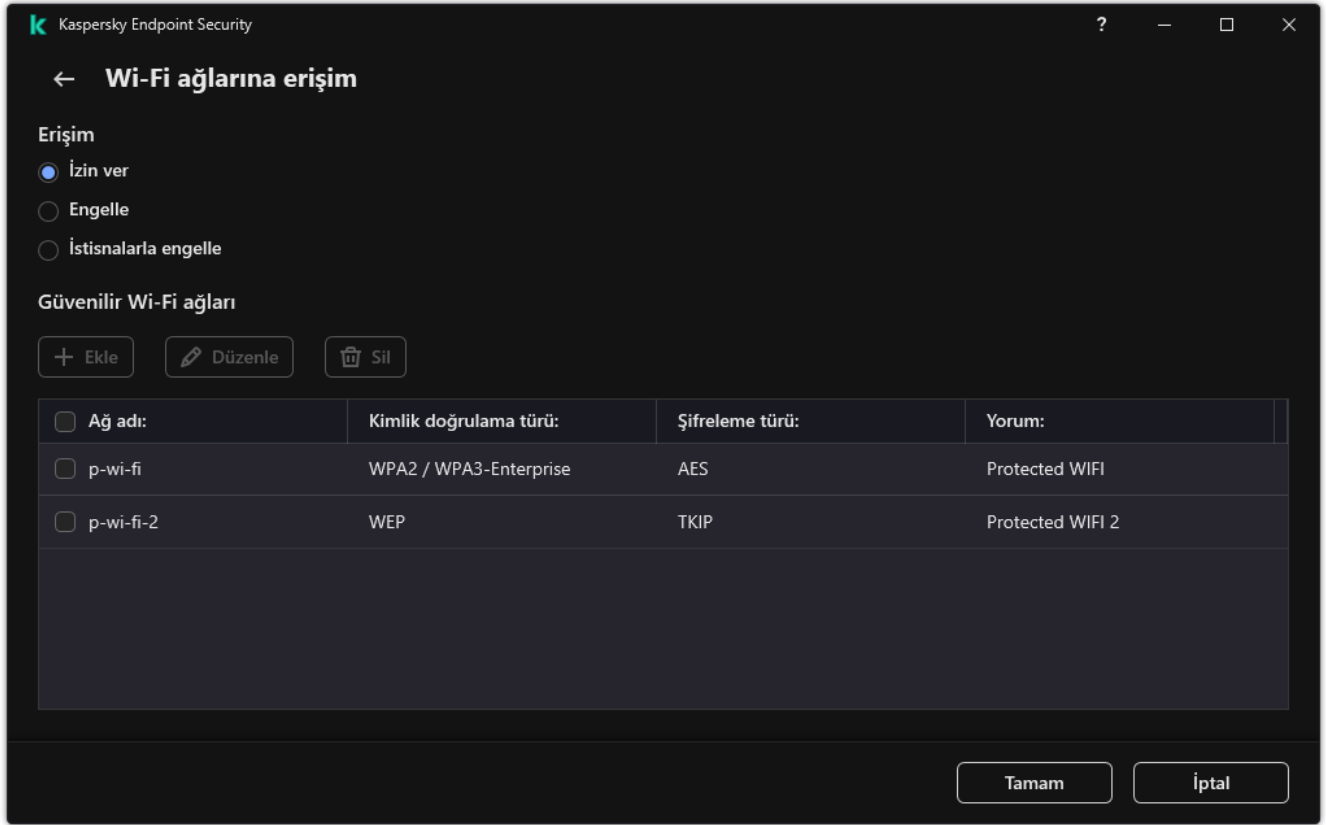 Kaspersky Endpoint Security ?
Wi-Fi ağlarına erişim
Erişim
İzin ver
Engelle
İstisnalarla engelle
Güvenilir Wi-Fi ağları
Ekle Düzenle Sil
Ağ adı: Kimlik doğrulama türü: Şifreleme türü: Yorum:
p-wi-fi WPA2 / WPA3-Enterprise AES Protected WIFI
p-wi-fi-2 WEP TKIP Protected WIFI 2
Tamam İptal